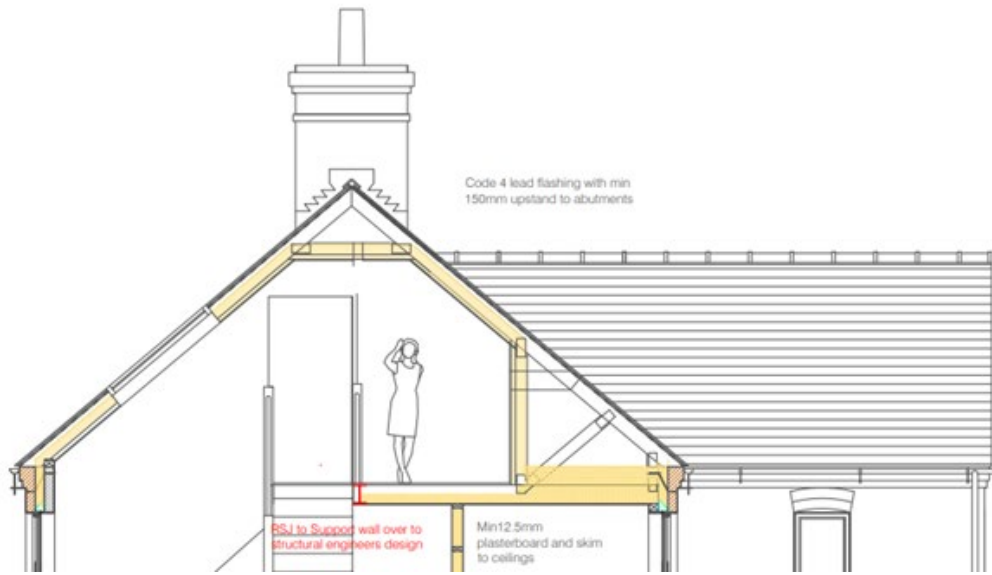 Code 4 lead flashing with min
150mm upstand to abutments
RSJ to Support wall over to
structural engineers design
Min12.5mm
plasterboard and skim
to ceilings